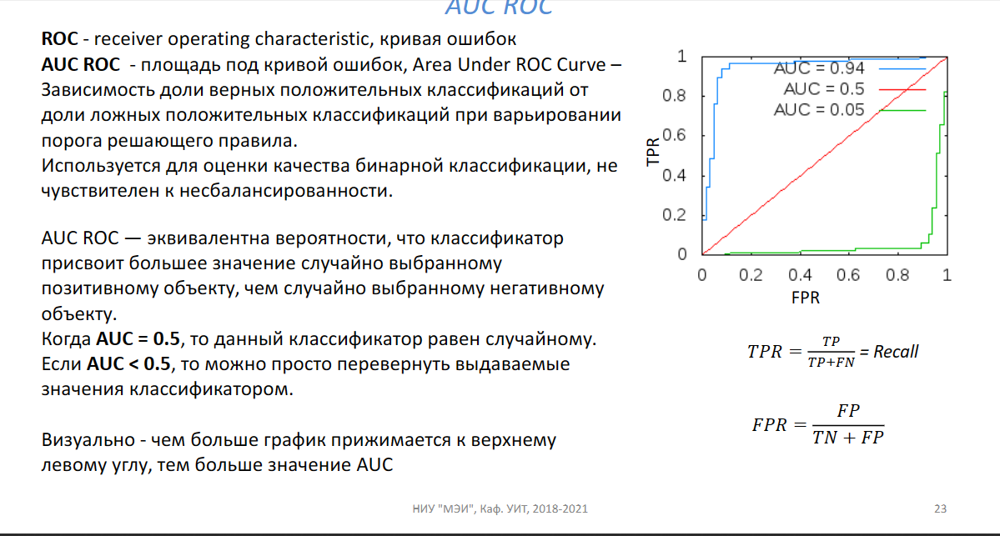 AUC ROC
ROC - receiver operating characteristic, кривая ошибок
AUC ROC - площадь под кривой ошибок, Area Under ROC Curve –
Зависимость доли верных положительных классификаций от
доли ложных положительных классификаций при варьировании
порога решающего правила.
Используется для оценки качества бинарной классификации, не
чувствителен к несбалансированности.
AUC ROC — эквивалентна вероятности, что классификатор
присвоит большее значение случайно выбранному
позитивному объекту, чем случайно выбранному негативному
объекту.
Когда AUC = 0.5, то данный классификатор равен случайному.
Если AUC < 0.5, то можно просто перевернуть выдаваемые
значения классификатором.
Визуально - чем больше график прижимается к верхнему
левому углу, тем больше значение AUC
1
0.8
0.6
0.4
0.2
0
TPR
AUC = 0.94
AUC = 0.5
AUC = 0.05
0 0.2 0.4 0.6 0.8 1
FPR
TPR = TP / TP+FN = Recall
FPR = FP / TN + FP
НИУ "МЭИ", Каф. УИТ, 2018-2021
23